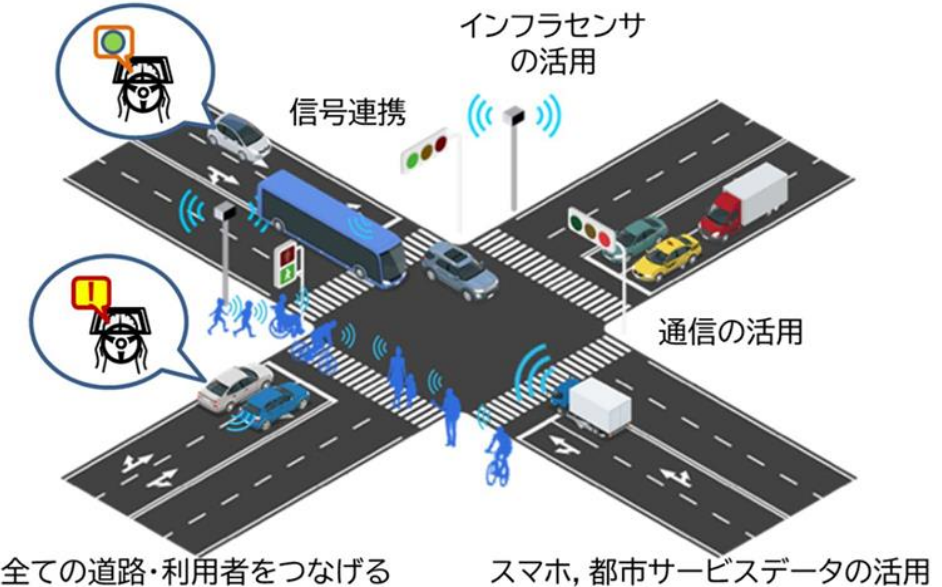 インフラセンサ
の活用
信号連携
!
通信の活用
全ての道路・利用者をつなげる
スマホ, 都市サービスデータの活用